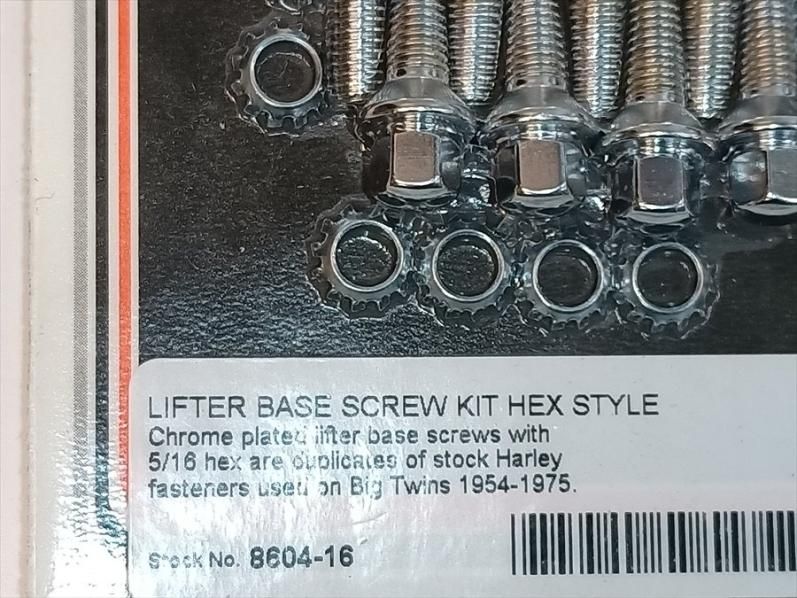 LIFTER BASE SCREW KIT HEX STYLE
Chrome plated lifter base screws with
5/16 hex are duplicates of stock Harley
fasteners used on Big Twins 1954-1975.
Stock No. 8604-16